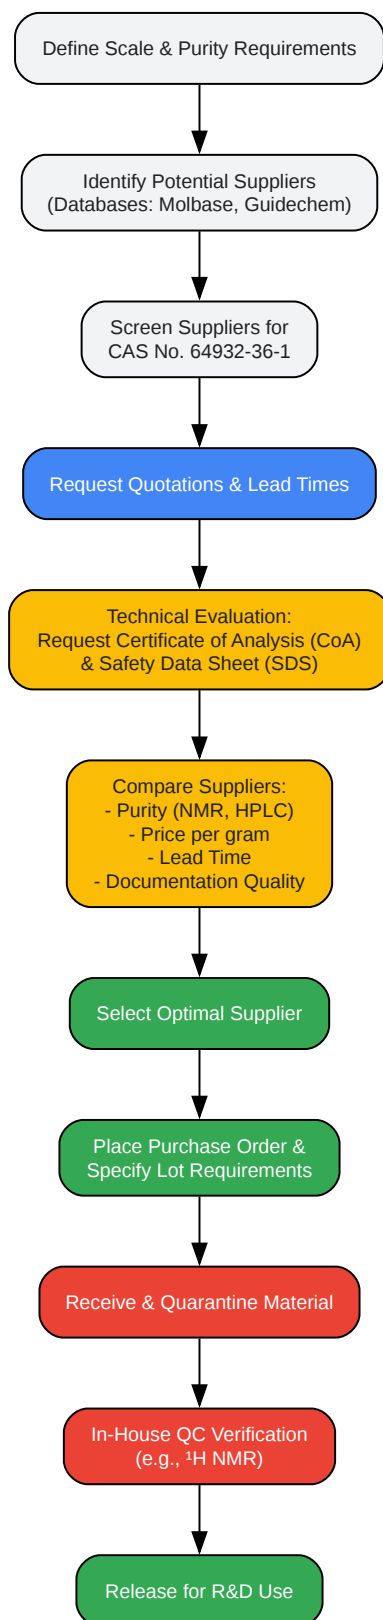 Define Scale & Purity Requirements
Identify Potential Suppliers
(Databases: Molbase, Guidechem)
Screen Suppliers for
CAS No. 64932-36-1
Request Quotations & Lead Times
Technical Evaluation:
Request Certificate of Analysis (CoA)
& Safety Data Sheet (SDS)
Compare Suppliers:
- Purity (NMR, HPLC)
- Price per gram
- Lead Time
- Documentation Quality
Select Optimal Supplier
Place Purchase Order &
Specify Lot Requirements
Receive & Quarantine Material
In-House QC Verification
(e.g., ¹H NMR)
Release for R&D Use